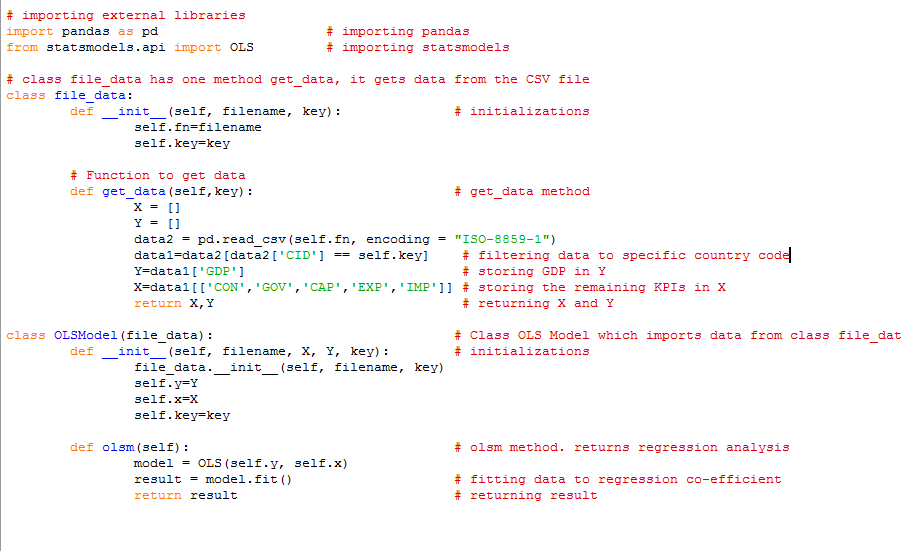 # importing external libraries
import pandas as pd                     # importing pandas
from statsmodels.api import OLS         # importing statsmodels

# class file_data has one method get_data, it gets data from the CSV file
class file_data:
        def __init__(self, filename, key):              # initializations
                self.fn=filename
                self.key=key

        # Function to get data
        def get_data(self,key):                         # get_data method
                X = []
                Y = []
                data2 = pd.read_csv(self.fn, encoding = "ISO-8859-1")
                data1=data2[data2['CID'] == self.key]    # filtering data to specific country code
                Y=data1['GDP']                           # storing GDP in Y
                X=data1[['CON','GOV','CAP','EXP','IMP']] # storing the remaining KPIs in X
                return X,Y                               # returning X and Y

class OLSModel(file_data):                              # Class OLS Model which imports data from class file_dat
        def __init__(self, filename, X, Y, key):        # initializations
                file_data.__init__(self, filename, key)
                self.y=Y
                self.x=X
                self.key=key

        def olsm(self):                                 # olsm method. returns regression analysis
                model = OLS(self.y, self.x)
                result = model.fit()                    # fitting data to regression co-efficient
                return result                           # returning result